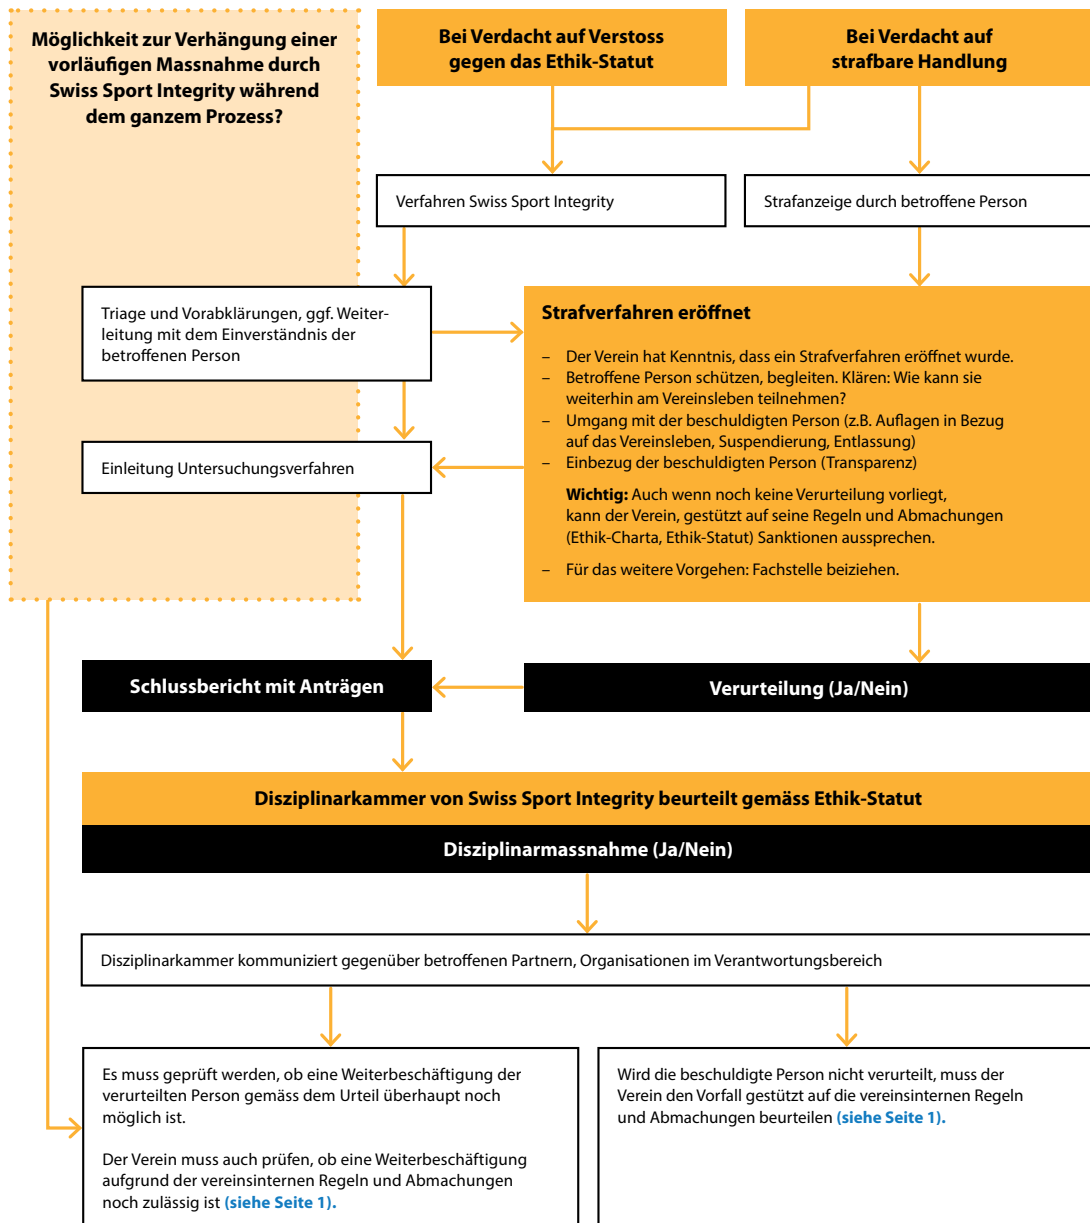 Möglichkeit zur Verhängung einer
vorläufigen Massnahme durch
Swiss Sport Integrity während
dem ganzem Prozess?
Bei Verdacht auf Verstoss
gegen das Ethik-Statut
Bei Verdacht auf
strafbare Handlung
Verfahren Swiss Sport Integrity
Strafanzeige durch betroffene Person
Triage und Vorabklärungen, ggf. Weiter-
leitung mit dem Einverständnis der
betroffenen Person
Einleitung Untersuchungsverfahren
Strafverfahren eröffnet
– Der Verein hat Kenntnis, dass ein Strafverfahren eröffnet wurde.
– Betroffene Person schützen, begleiten. Klären: Wie kann sie
weiterhin am Vereinsleben teilnehmen?
– Umgang mit der beschuldigten Person (z.B. Auflagen in Bezug
auf das Vereinsleben, Suspendierung, Entlassung)
– Einbezug der beschuldigten Person (Transparenz)
Wichtig: Auch wenn noch keine Verurteilung vorliegt,
kann der Verein, gestützt auf seine Regeln und Abmachungen
(Ethik-Charta, Ethik-Statut) Sanktionen aussprechen.
– Für das weitere Vorgehen: Fachstelle beiziehen.
Schlussbericht mit Anträgen
Verurteilung (Ja/Nein)
Disziplinarkammer von Swiss Sport Integrity beurteilt gemäss Ethik-Statut
Disziplinarmassnahme (Ja/Nein)
Disziplinarkammer kommuniziert gegenüber betroffenen Partnern, Organisationen im Verantwortungsbereich
Es muss geprüft werden, ob eine Weiterbeschäftigung der
verurteilten Person gemäss dem Urteil überhaupt noch
möglich ist.
Der Verein muss auch prüfen, ob eine Weiterbeschäftigung
aufgrund der vereinsinternen Regeln und Abmachungen
noch zulässig ist (siehe Seite 1).
Wird die beschuldigte Person nicht verurteilt, muss der
Verein den Vorfall gestützt auf die vereinsinternen Regeln
und Abmachungen beurteilen (siehe Seite 1).